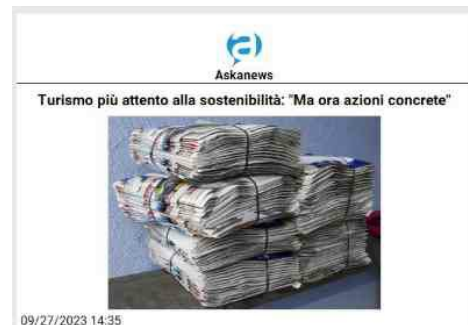 a
Askanews
Turismo più attento alla sostenibilità: "Ma ora azioni concrete"
09/27/2023 14:35